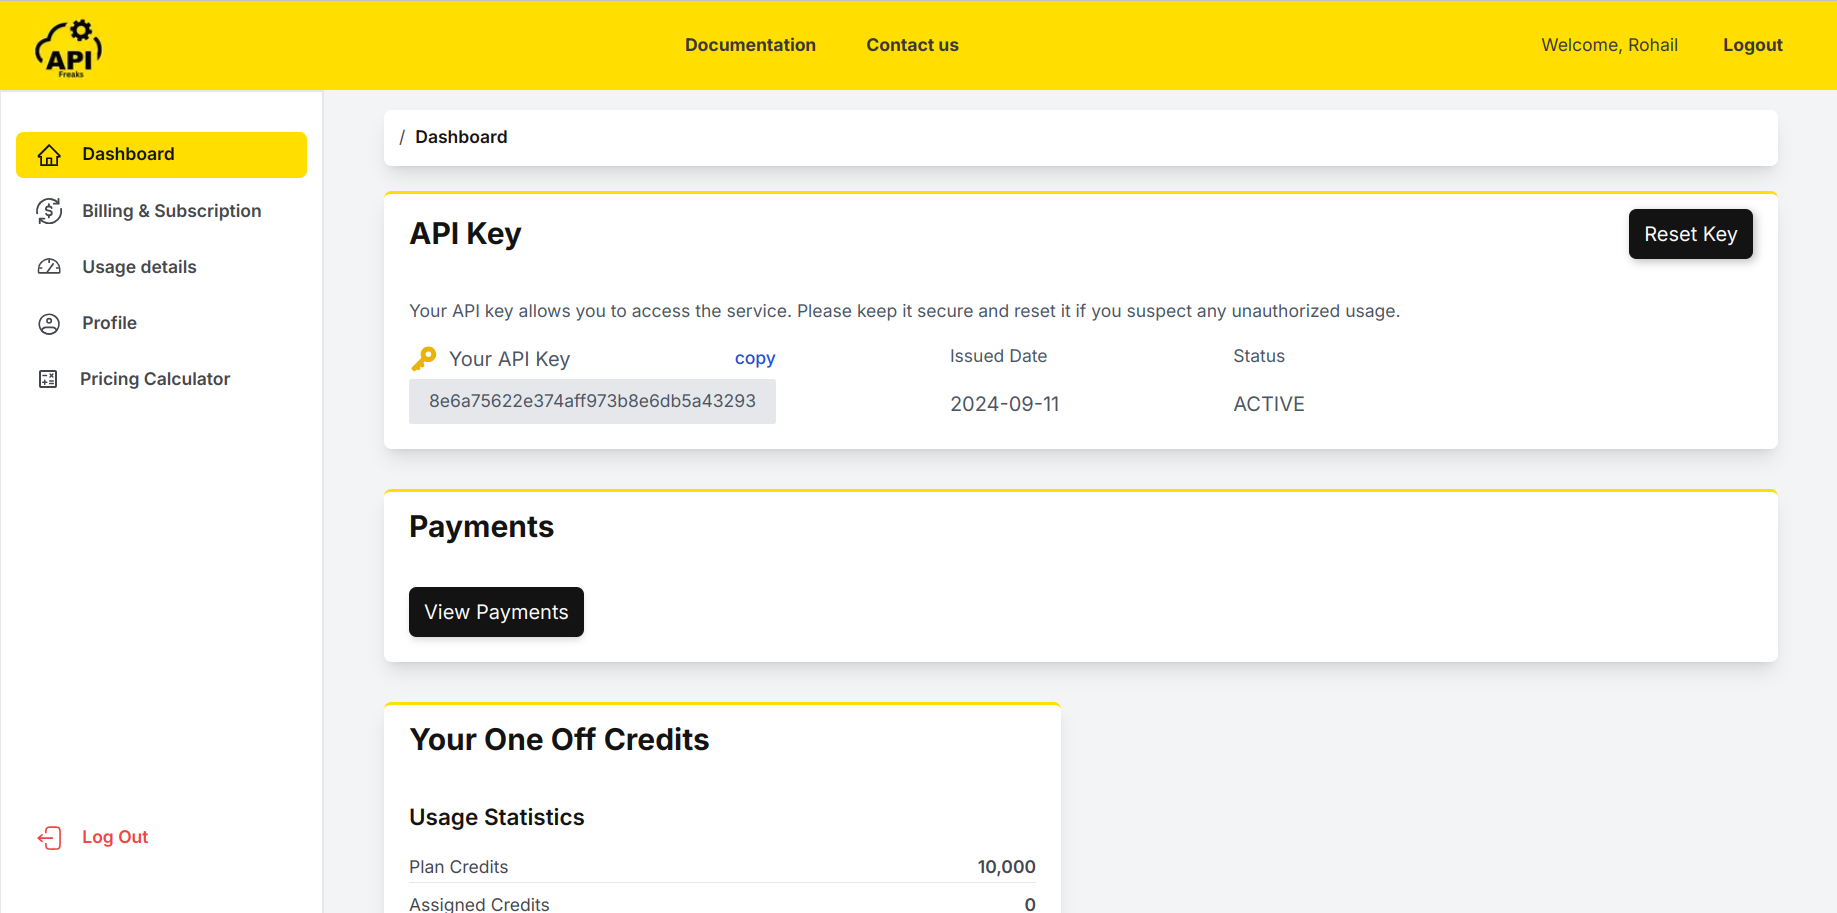 API
Freaks
Documentation
Contact us
Welcome, Rohail
Logout
Dashboard
Billing & Subscription
Usage details
Profile
Pricing Calculator
Log Out
/ Dashboard
API Key
Reset Key
Your API key allows you to access the service. Please keep it secure and reset it if you suspect any unauthorized usage.
Your API Key
copy
8e6a75622e374aff973b8e6db5a43293
Issued Date
2024-09-11
Status
ACTIVE
Payments
View Payments
Your One Off Credits
Usage Statistics
Plan Credits 10,000
Assigned Credits 0